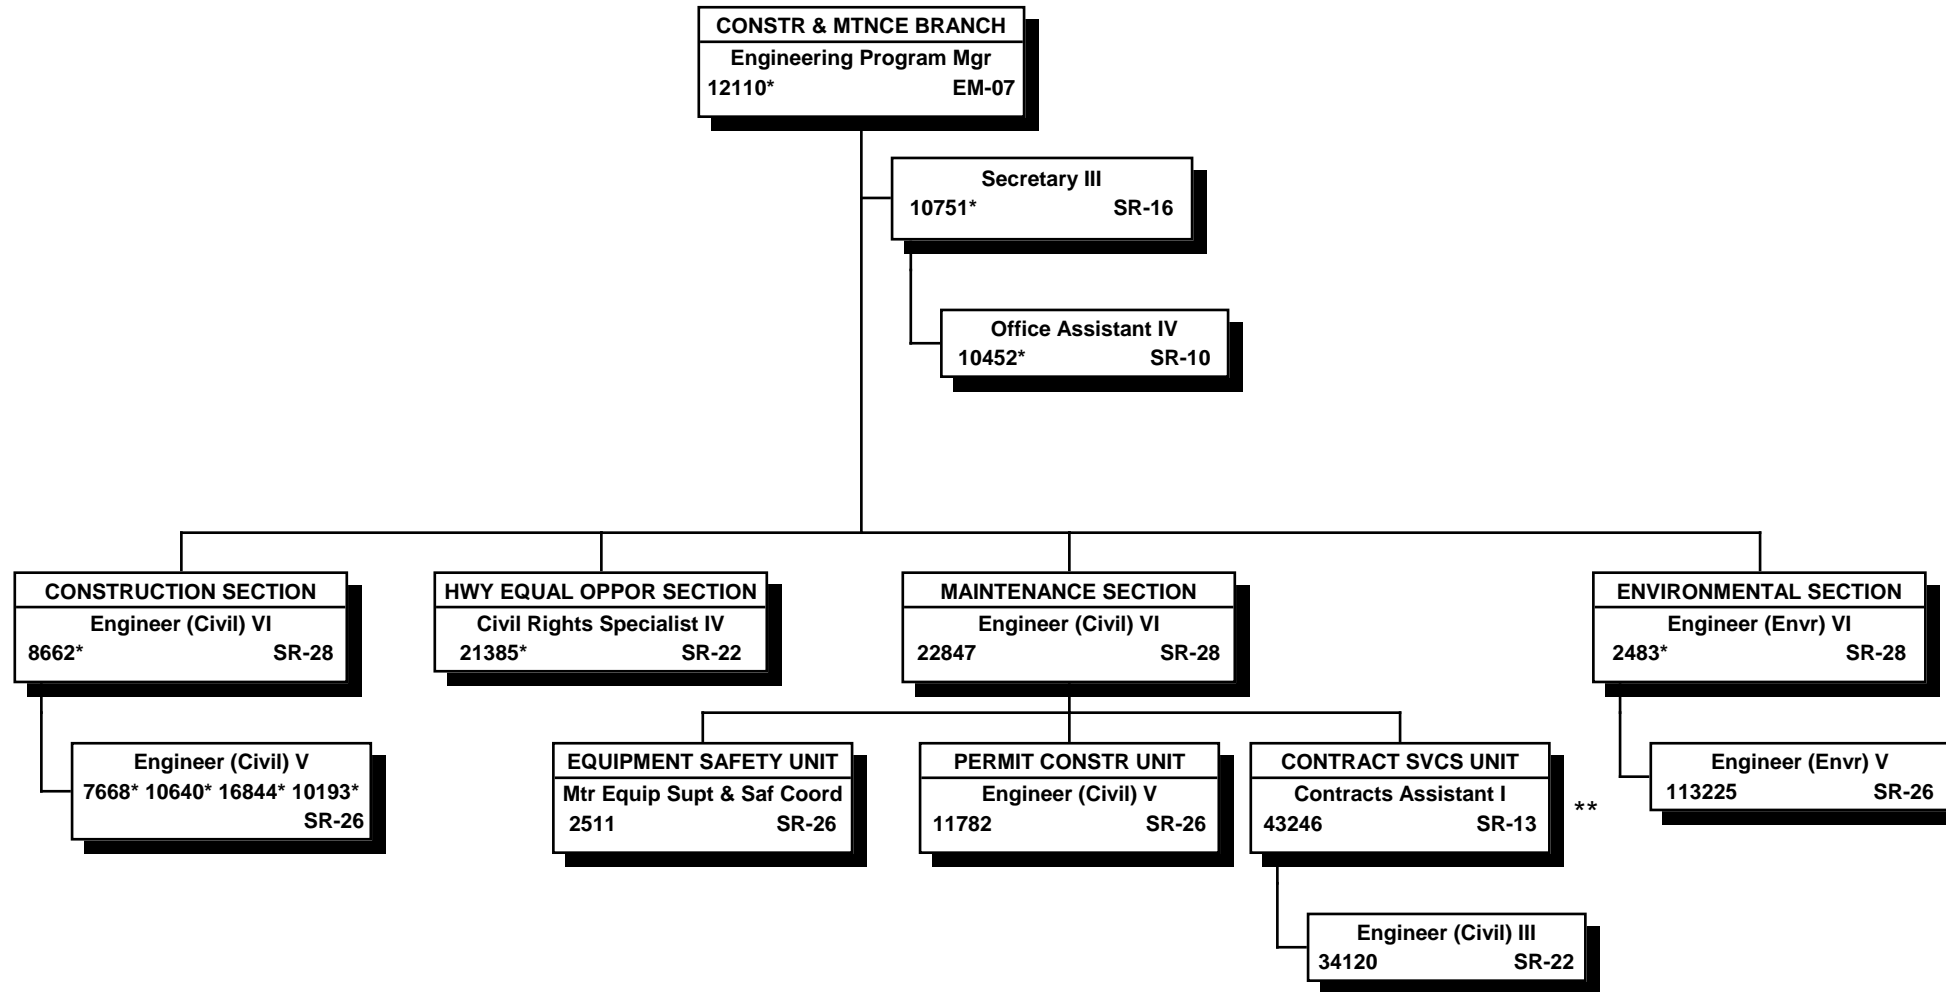 CONSTR & MTNCE BRANCH
Engineering Program Mgr
12110* EM-07
Secretary III
10751* SR-16
Office Assistant IV
10452* SR-10
CONSTRUCTION SECTION
Engineer (Civil) VI
8662* SR-28
Engineer (Civil) V
7668* 10640* 16844* 10193*
SR-26
HWY EQUAL OPPOR SECTION
Civil Rights Specialist IV
21385* SR-22
MAINTENANCE SECTION
Engineer (Civil) VI
22847 SR-28
EQUIPMENT SAFETY UNIT
Mtr Equip Supt & Saf Coord
2511 SR-26
PERMIT CONSTR UNIT
Engineer (Civil) V
11782 SR-26
CONTRACT SVCS UNIT
Contracts Assistant I
43246 SR-13
**
Engineer (Civil) III
34120 SR-22
ENVIRONMENTAL SECTION
Engineer (Envr) VI
2483* SR-28
Engineer (Envr) V
113225 SR-26